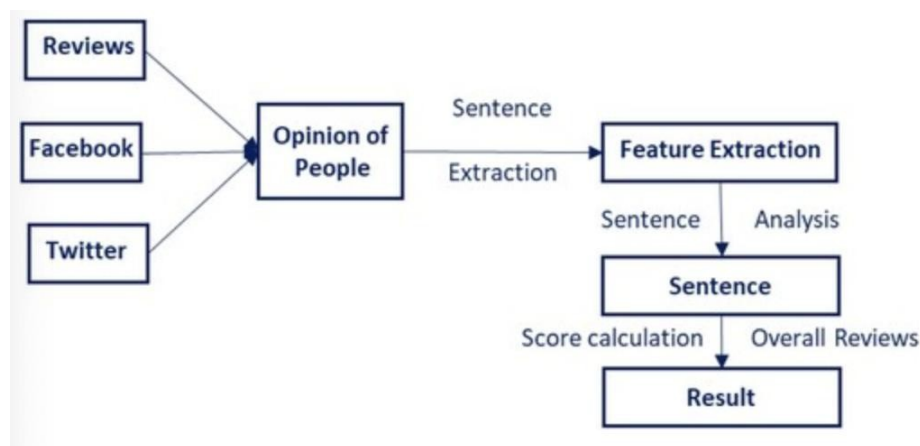 Reviews
Facebook
Twitter
Opinion of
People
Sentence
Extraction
Feature Extraction
Sentence Analysis
Sentence
Score calculation Overall Reviews
Result